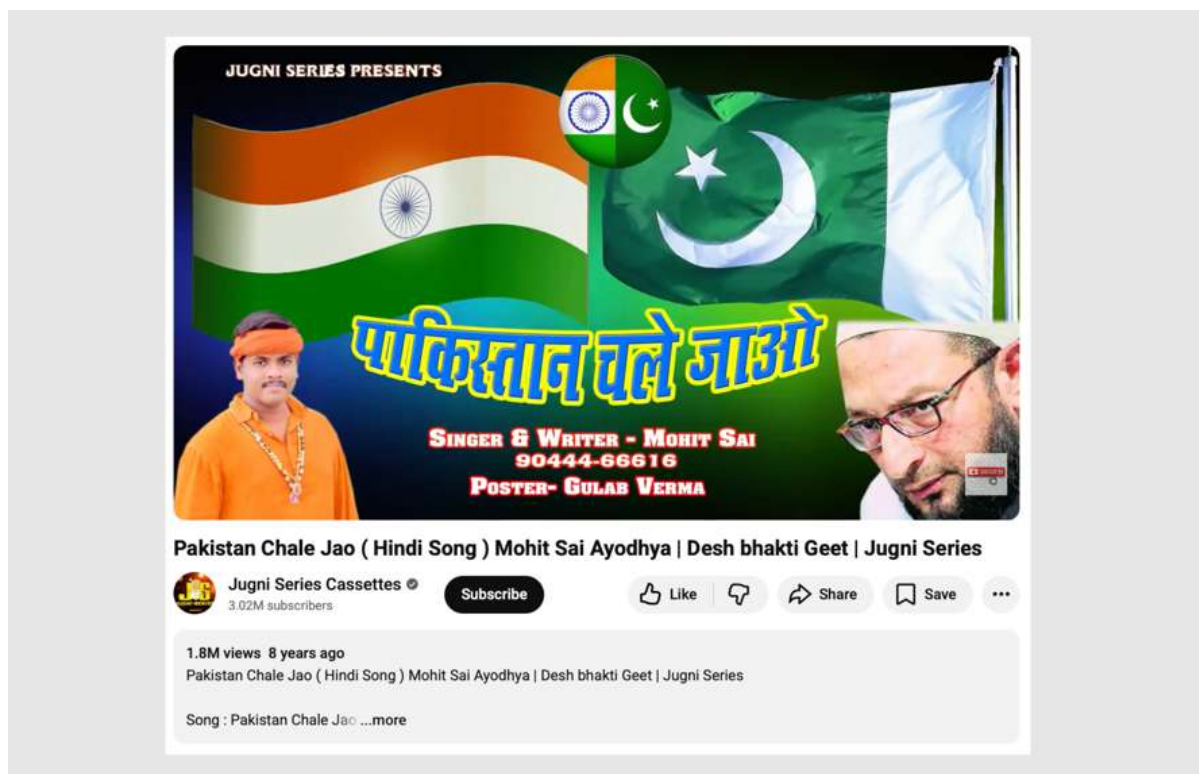 JUGNI SERIES PRESENTS
पाकिस्तान चले जाओ
SINGER & WRITER - MOHIT SAI
90444-66616
POSTER- GULAB VERMA
Pakistan Chale Jao ( Hindi Song ) Mohit Sai Ayodhya | Desh bhakti Geet | Jugni Series
Jugni Series Cassettes
3.02M subscribers
Subscribe
Like
Share
Save
1.8M views 8 years ago
Pakistan Chale Jao ( Hindi Song ) Mohit Sai Ayodhya | Desh bhakti Geet | Jugni Series
Song : Pakistan Chale Jao ...more